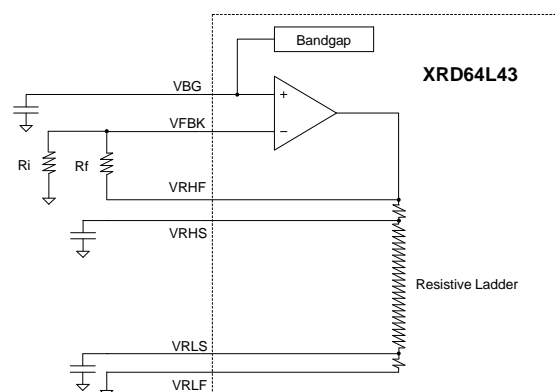 Bandgap
XRD64L43
VBG
+
VFBK
−
Ri
Rf
VRHF
VRHS
Resistive Ladder
VRLS
VRLF